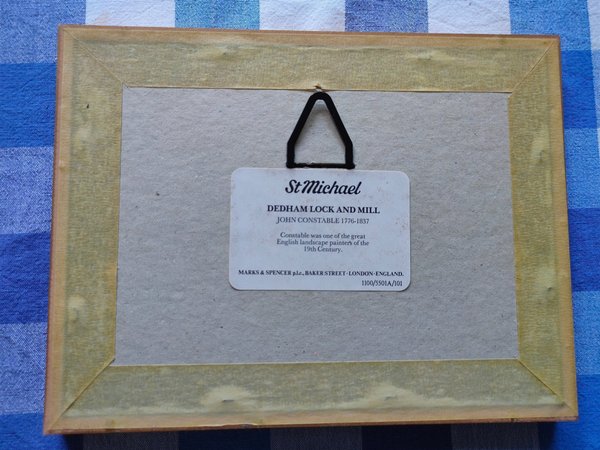 St Michael
DEDHAM LOCK AND MILL
JOHN CONSTABLE 1776-1837
Constable was one of the great
English landscape painters of the
19th Century.
MARKS & SPENCER p.l.c., BAKER STREET · LONDON · ENGLAND.
1100/5501A/101